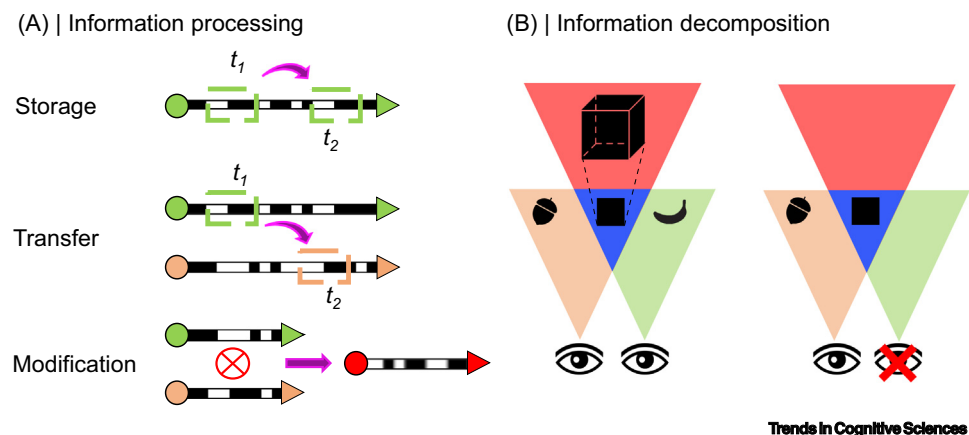 (A) | Information processing
Storage
t1
t2
Transfer
t1
t2
Modification
(B) | Information decomposition
Trends in Cognitive Sciences